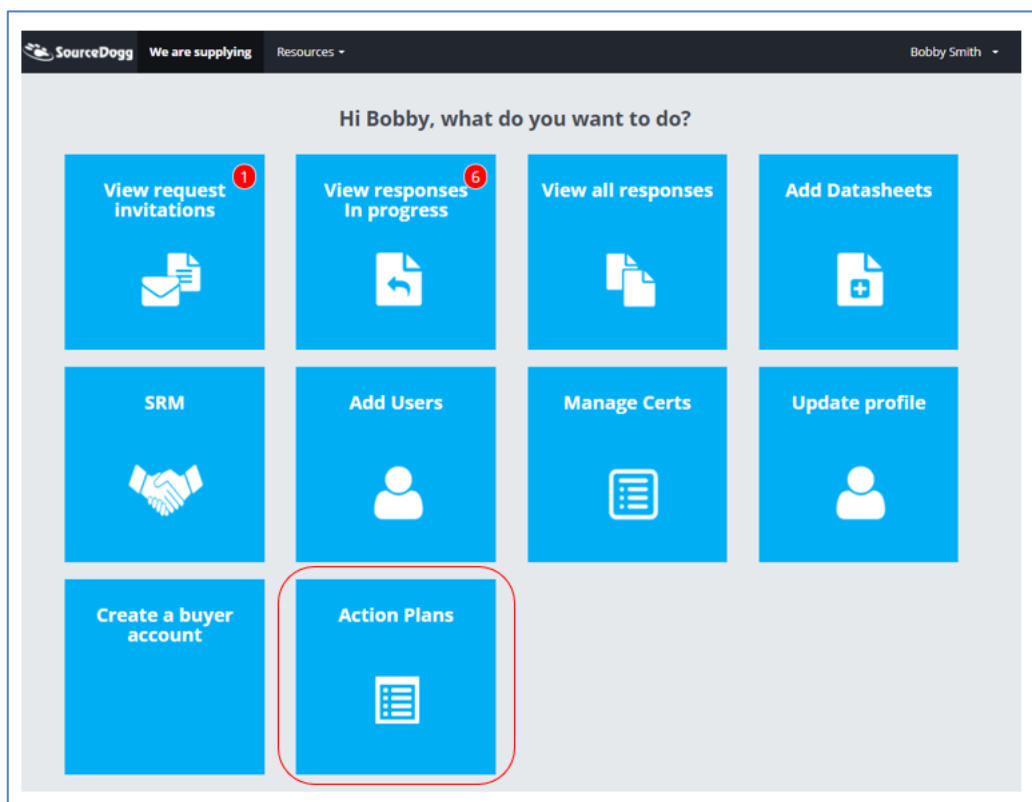 SourceDogg We are supplying Resources Bobby Smith
Hi Bobby, what do you want to do?
View request
invitations
1
View responses
In progress
6
View all responses
Add Datasheets
SRM
Add Users
Manage Certs
Update profile
Create a buyer
account
Action Plans